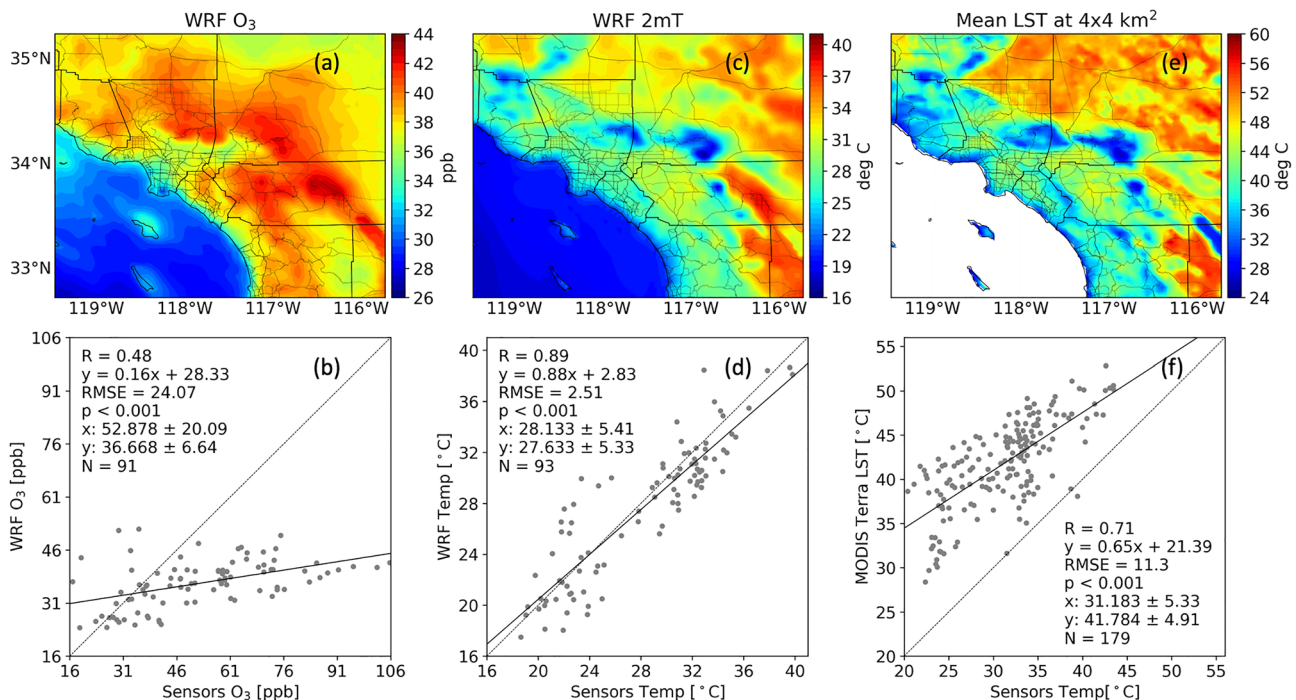 WRF O3
WRF 2mT
Mean LST at 4x4 km2
(a)
(c)
(e)
35°N
34°N
33°N
119°W 118°W 117°W 116°W
44
42
40
38
36
34
32
30
28
26
ppb
119°W 118°W 117°W 116°W
40
37
34
31
28
25
22
19
16
deg C
119°W 118°W 117°W 116°W
60
56
52
48
44
40
36
32
28
24
deg C
(b)
R = 0.48
y = 0.16x + 28.33
RMSE = 24.07
p < 0.001
x: 52.878 ± 20.09
y: 36.668 ± 6.64
N = 91
106
91
76
61
46
31
16
WRF O3 [ppb]
16 31 46 61 76 91 106
Sensors O3 [ppb]
(d)
R = 0.89
y = 0.88x + 2.83
RMSE = 2.51
p < 0.001
x: 28.133 ± 5.41
y: 27.633 ± 5.33
N = 93
40
36
32
28
24
20
16
WRF Temp [°C]
16 20 24 28 32 36 40
Sensors Temp [°C]
(f)
R = 0.71
y = 0.65x + 21.39
RMSE = 11.3
p < 0.001
x: 31.183 ± 5.33
y: 41.784 ± 4.91
N = 179
55
50
45
40
35
30
25
20
MODIS Terra LST [°C]
20 25 30 35 40 45 50 55
Sensors Temp[°C]